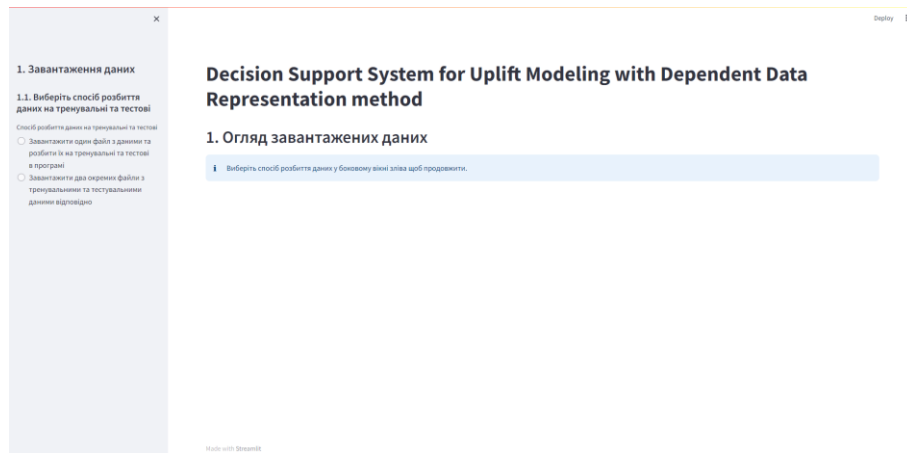 Deploy
1. Завантаження даних
1.1. Виберіть спосіб розбиття
даних на тренувальні та тестові
Спосіб розбиття даних на тренувальні та тестові
Завантажити один файл з даними та
розбити їх на тренувальні та тестові
в програмі
Завантажити два окремих файли з
тренувальними та тестувальними
даними відповідно
Decision Support System for Uplift Modeling with Dependent Data
Representation method
1. Огляд завантажених даних
Виберіть спосіб розбиття даних у боковому вікні зліва щоб продовжити.
Made with Streamlit